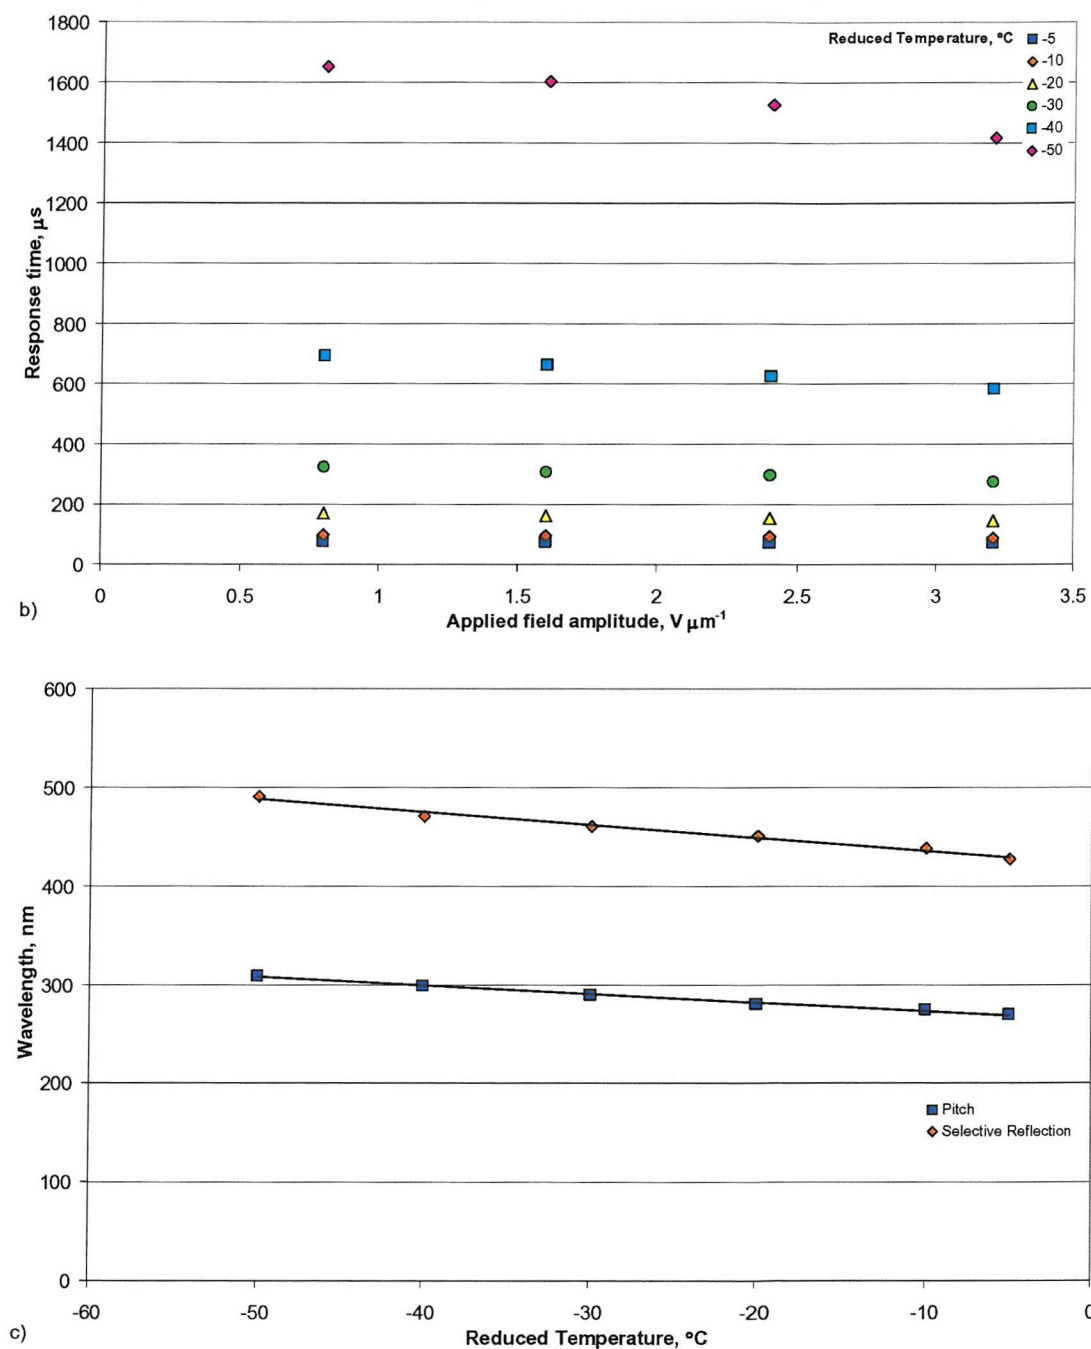 1800
1600
1400
1200
1000
800
600
400
200
0
Response time, μs
Reduced Temperature, °C
-5
-10
-20
-30
-40
-50
0 0.5 1 1.5 2 2.5 3 3.5
b)
Applied field amplitude, V μm⁻¹
600
500
400
300
200
100
0
Wavelength, nm
Pitch
Selective Reflection
-60 -50 -40 -30 -20 -10 0
c)
Reduced Temperature, °C